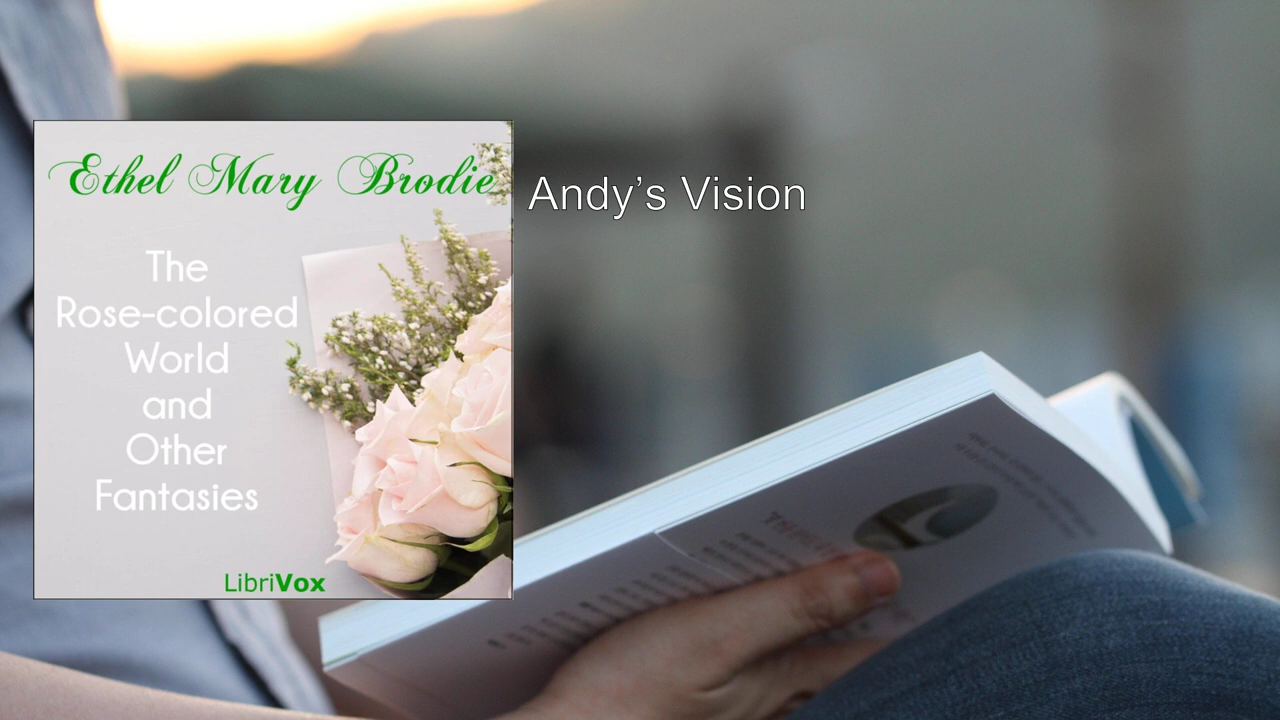 Ethel Mary Brodie
The
Rose-colored
World
and
Other
Fantasies
LibriVox
Andy’s Vision